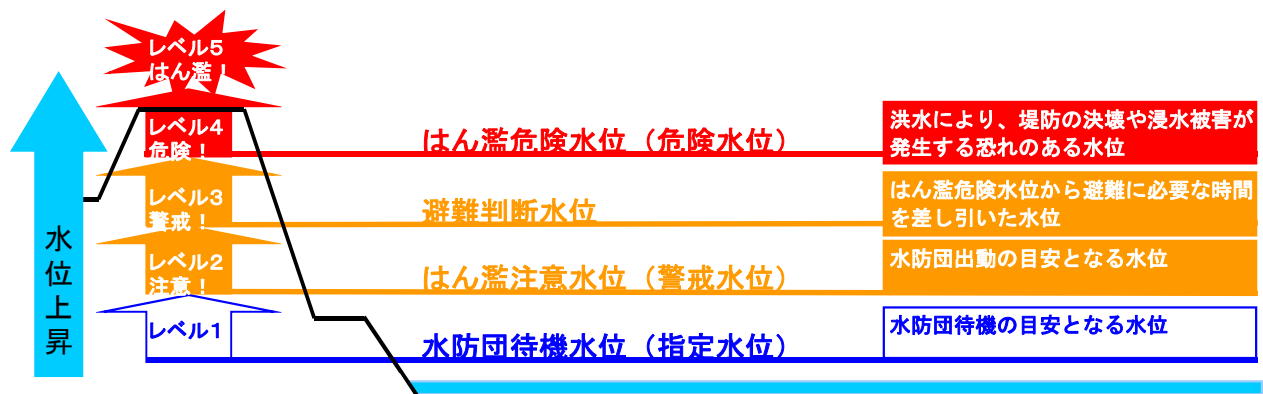 レベル5
はん濫！
レベル4
危険！
はん濫危険水位（危険水位）
洪水により、堤防の決壊や浸水被害が
発生する恐れのある水位
レベル3
警戒！
避難判断水位
はん濫危険水位から避難に必要な時間
を差し引いた水位
レベル2
注意！
はん濫注意水位（警戒水位）
水防団出動の目安となる水位
レベル1
水防団待機水位（指定水位）
水防団待機の目安となる水位
水位上昇